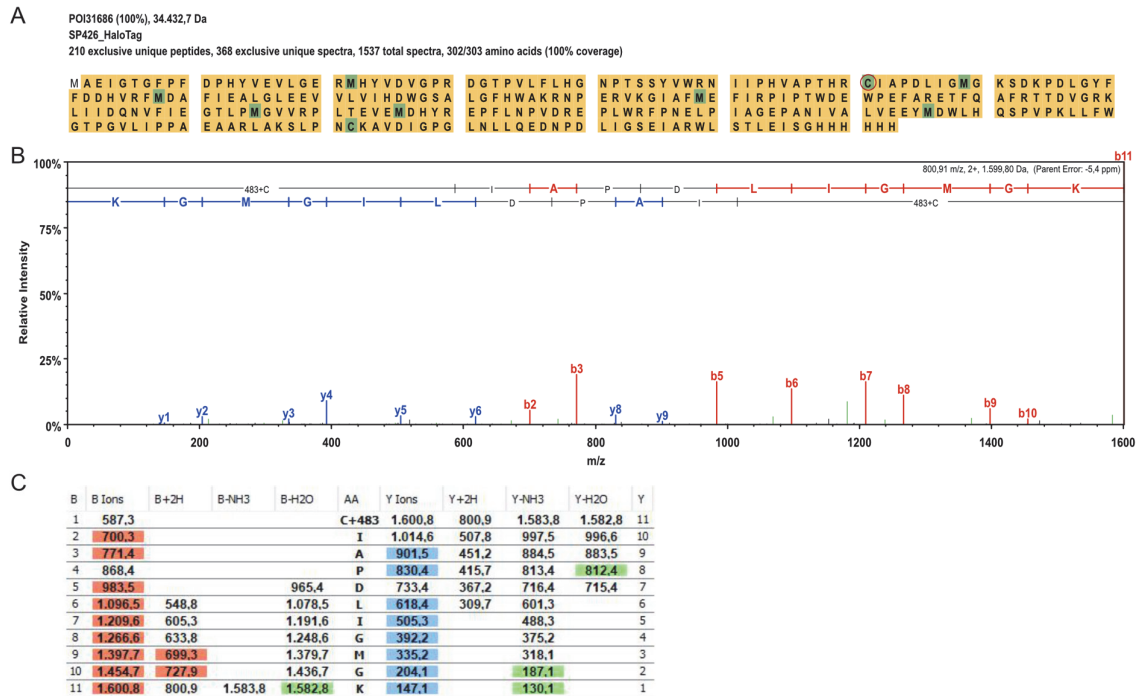 A
POI31686 (100%), 34.432,7 Da
SP426_HaloTag
210 exclusive unique peptides, 368 exclusive unique spectra, 1537 total spectra, 302/303 amino acids (100% coverage)
M A E I G T G F P F D P H Y V E V L G E R M H Y V D V G P R D G T P V L F L H G N P T S S Y V W R N I I P H V A P T H R C I A P D L I G M G K S D K P D L G Y F
F D D H V R F M D A F I E A L G L E E V V L V I H D W G S A L G F H W A K R N P E R V K G I A F M E F I R P I P T W D E W P E F A R E T F Q A F R T T D V G R K
L I I D Q N V F I E G T L P M G V V R P L T E V E M D H Y R E P F L N P V D R E P L W R F P N E L P I A G E P A N I V A L V E E Y M D W L H Q S P V P K L L F W
G T P G V L I P P A E A A R L A K S L P N C K A V D I G P G L N L L Q E D N P D L I G S E I A R W L S T L E I S G H H H H H H
B
100%
75%
50%
25%
0%
Relative Intensity
b11
800,91 m/z, 2+, 1.599,80 Da, (Parent Error: -5,4 ppm)
483+C I A P D L I G M G K
K G M G I L D P A I 483+C
y1 y2 y3 y4 y5 y6 b2 b3 y8 y9 b5 b6 b7 b8 b9 b10
0 200 400 600 800 1000 1200 1400 1600
m/z
C
B B Ions B+2H B-NH3 B-H2O AA Y Ions Y+2H Y-NH3 Y-H2O Y
1 587,3 C+483 1.600,8 800,9 1.583,8 1.582,8 11
2 700,3 I 1.014,6 507,8 997,5 996,6 10
3 771,4 A 901,5 451,2 884,5 883,5 9
4 868,4 P 830,4 415,7 813,4 812,4 8
5 983,5 965,4 D 733,4 367,2 716,4 715,4 7
6 1.096,5 548,8 1.078,5 L 618,4 309,7 601,3 6
7 1.209,6 605,3 1.191,6 I 505,3 488,3 5
8 1.266,6 633,8 1.248,6 G 392,2 375,2 4
9 1.397,7 699,3 1.379,7 M 335,2 318,1 3
10 1.454,7 727,9 1.436,7 G 204,1 187,1 2
11 1.600,8 800,9 1.583,8 1.582,8 K 147,1 130,1 1